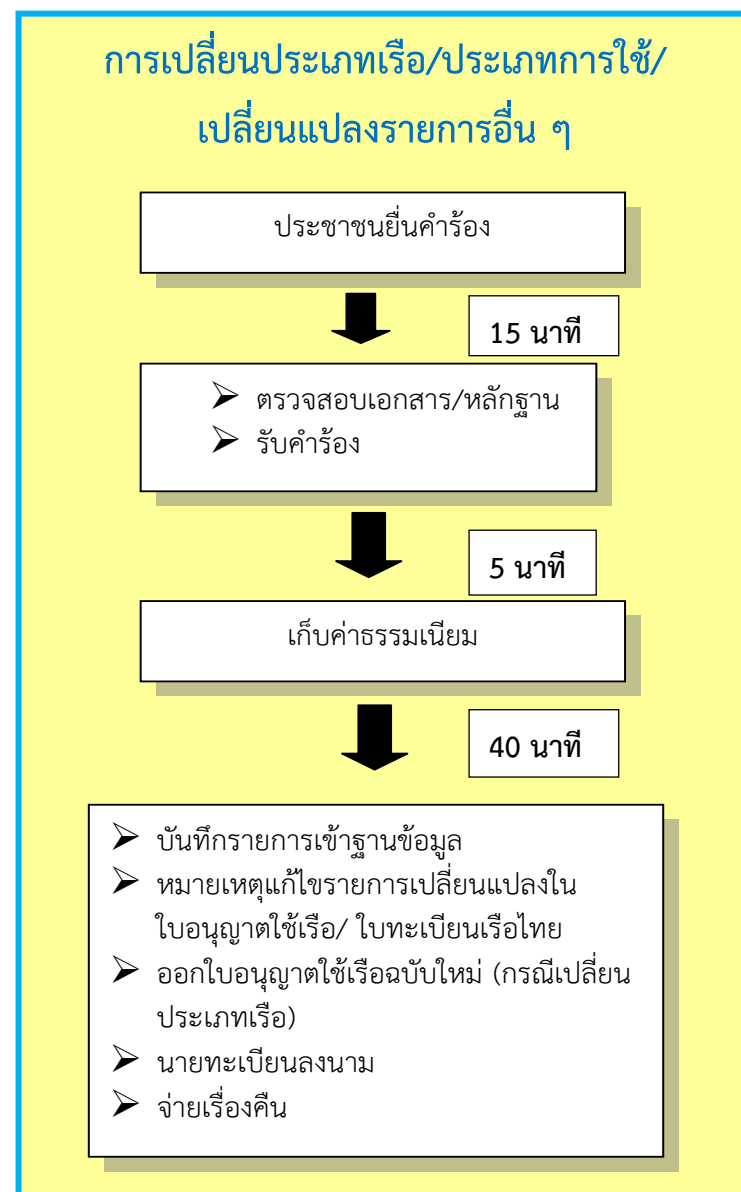 การเปลี่ยนประเภทเรือ/ประเภทการใช้/
เปลี่ยนแปลงรายการอื่น ๆ
ประชาชนยื่นคำร้อง
15 นาที
➢ ตรวจสอบเอกสาร/หลักฐาน
➢ รับคำร้อง
5 นาที
เก็บค่าธรรมเนียม
40 นาที
➢ บันทึกรายการเข้าฐานข้อมูล
➢ หมายเหตุแก้ไขรายการเปลี่ยนแปลงใน
ใบอนุญาตใช้เรือ/ ใบทะเบียนเรือไทย
➢ ออกใบอนุญาตใช้เรือฉบับใหม่ (กรณีเปลี่ยน
ประเภทเรือ)
➢ นายทะเบียนลงนาม
➢ จ่ายเรื่องคืน